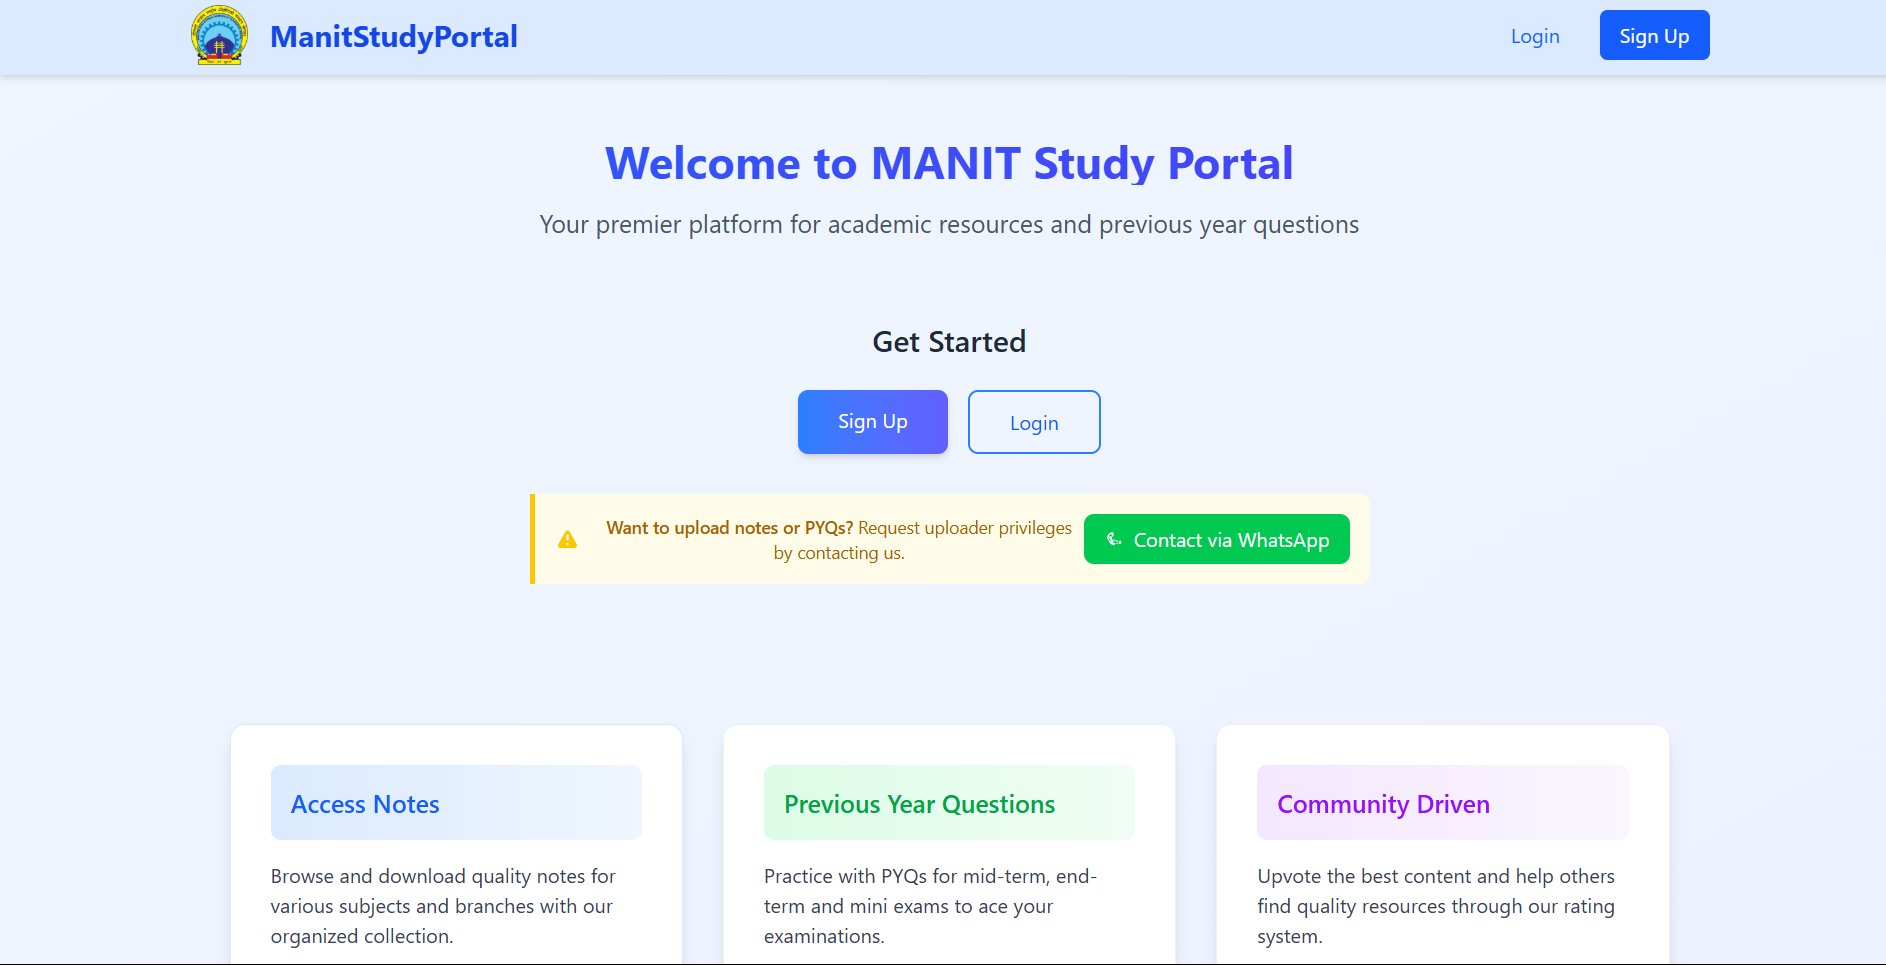 ManitStudyPortal
Login
Sign Up
Welcome to MANIT Study Portal
Your premier platform for academic resources and previous year questions
Get Started
Sign Up
Login
Want to upload notes or PYQs? Request uploader privileges
by contacting us.
Contact via WhatsApp
Access Notes
Browse and download quality notes for
various subjects and branches with our
organized collection.
Previous Year Questions
Practice with PYQs for mid-term, end-
term and mini exams to ace your
examinations.
Community Driven
Upvote the best content and help others
find quality resources through our rating
system.